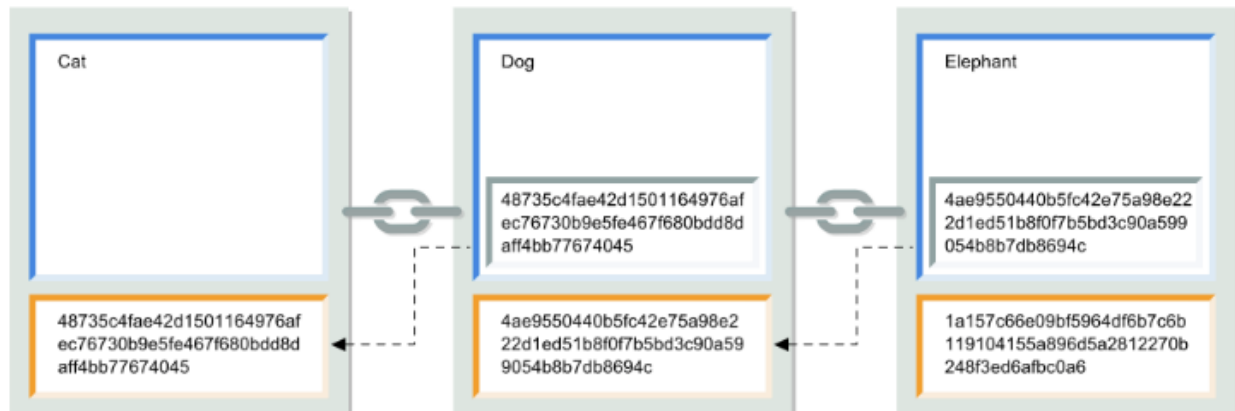 Cat
48735c4fae42d1501164976af
ec76730b9e5fe467f680bdd8d
aff4bb77674045
Dog
48735c4fae42d1501164976af
ec76730b9e5fe467f680bdd8d
aff4bb77674045
4ae9550440b5fc42e75a98e2
22d1ed51b8f0f7b5bd3c90a59
9054b8b7db8694c
Elephant
4ae9550440b5fc42e75a98e22
2d1ed51b8f0f7b5bd3c90a599
054b8b7db8694c
1a157c66e09bf5964df6b7c6b
119104155a896d5a2812270b
248f3ed6afbc0a6